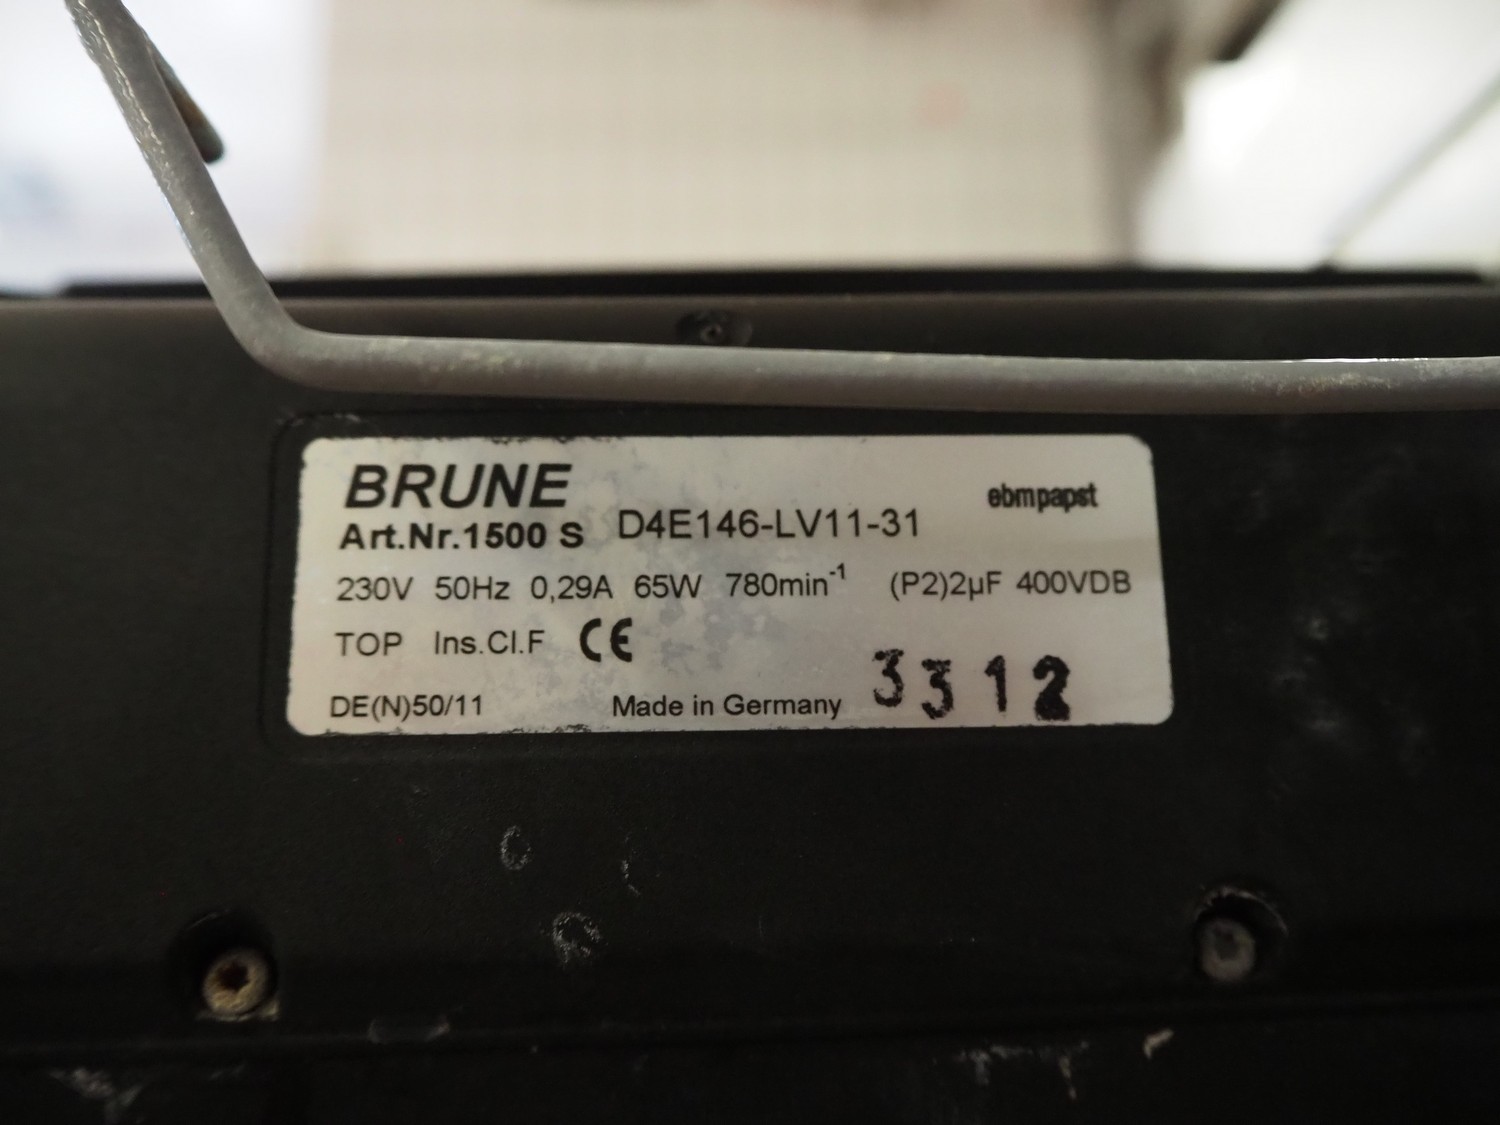 BRUNE
ebmpapst
Art.Nr.1500 S D4E146-LV11-31
230V 50Hz 0,29A 65W 780min⁻¹ (P2)2µF 400VDB
TOP Ins.Cl.F CE
DE(N)50/11 Made in Germany 3312